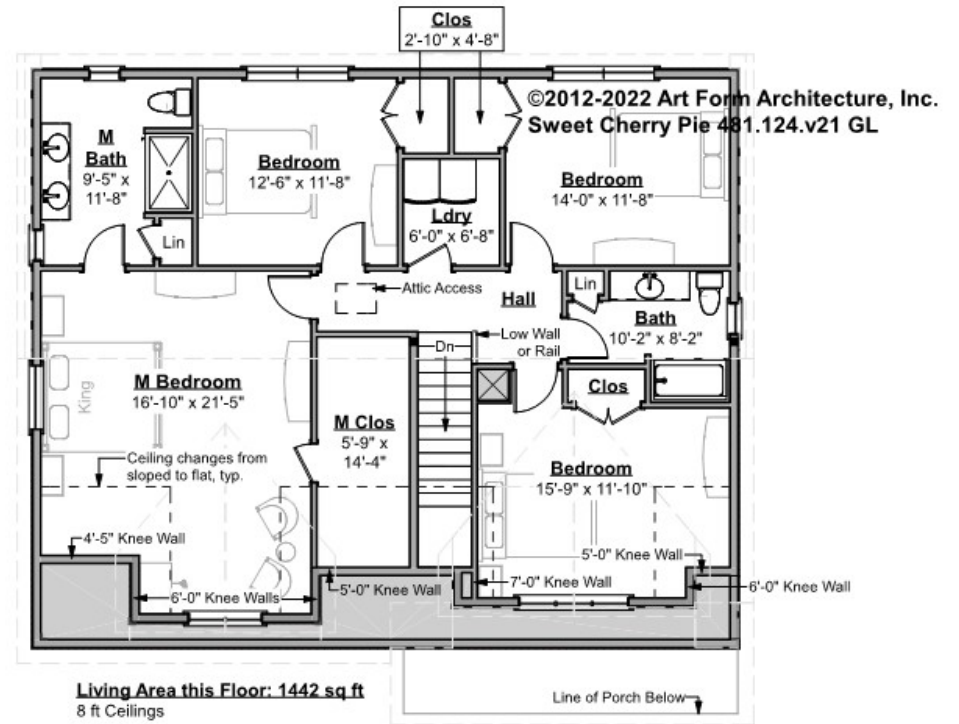 Clos
2'-10" x 4'-8"
©2012-2022 Art Form Architecture, Inc.
Sweet Cherry Pie 481.124.v21 GL
M
Bath
9'-5" x
11'-8"
Bedroom
12'-6" x 11'-8"
Bedroom
14'-0" x 11'-8"
Ldry
6'-0" x 6'-8"
Lin
Attic Access
Hall
Lin
Bath
10'-2" x 8'-2"
Low Wall
or Rail
Dn
King
M Bedroom
16'-10" x 21'-5"
M Clos
5'-9" x
14'-4"
Clos
Ceiling changes from
sloped to flat, typ.
Bedroom
15'-9" x 11'-10"
4'-5" Knee Wall
5'-0" Knee Wall
6'-0" Knee Walls
5'-0" Knee Wall
7'-0" Knee Wall
6'-0" Knee Wall
Living Area this Floor: 1442 sq ft
8 ft Ceilings
Line of Porch Below